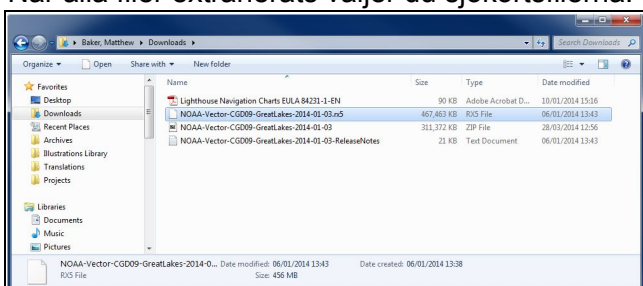 När alla filer extraherats väljer du sjökortsfilerna.
Baker, Matthew ▸ Downloads ▸
Search Downloads
Organize Open Share with New folder
Name Size Type Date modified
Favorites
Desktop
Downloads
Recent Places
Archives
Illustrations Library
Translations
Projects
Libraries
Documents
Music
Pictures
Lighthouse Navigation Charts EULA 84231-1-EN 90 KB Adobe Acrobat D... 10/01/2014 15:16
NOAA-Vector-CGD09-GreatLakes-2014-01-03.rx5 467,463 KB RX5 File 06/01/2014 13:43
NOAA-Vector-CGD09-GreatLakes-2014-01-03 311,372 KB ZIP File 28/03/2014 12:56
NOAA-Vector-CGD09-GreatLakes-2014-01-03-ReleaseNotes 21 KB Text Document 06/01/2014 13:43
NOAA-Vector-CGD09-GreatLakes-2014-0... Date modified: 06/01/2014 13:43 Date created: 06/01/2014 13:38
RX5 File Size: 456 MB